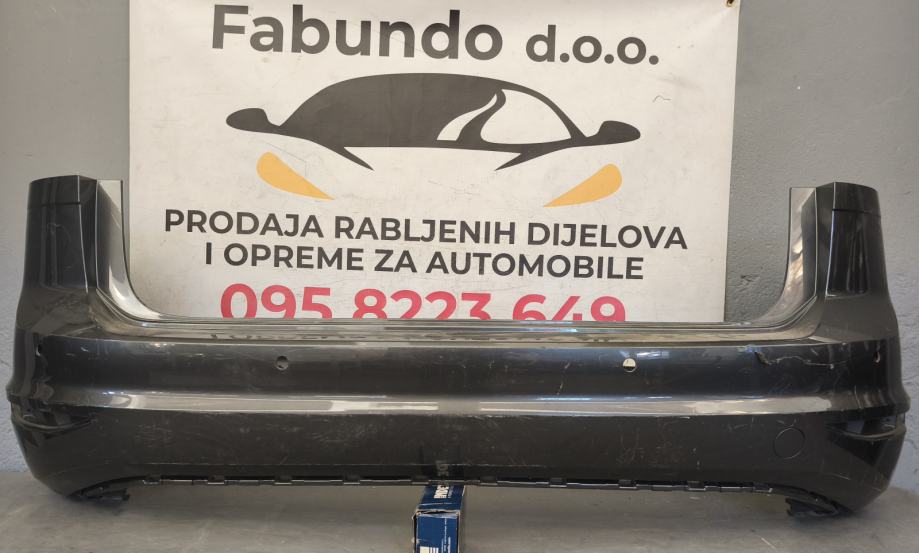 Fabundo d.o.o.
PRODAJA RABLJENIH DIJELOVA
I OPREME ZA AUTOMOBILE
095 8223 649